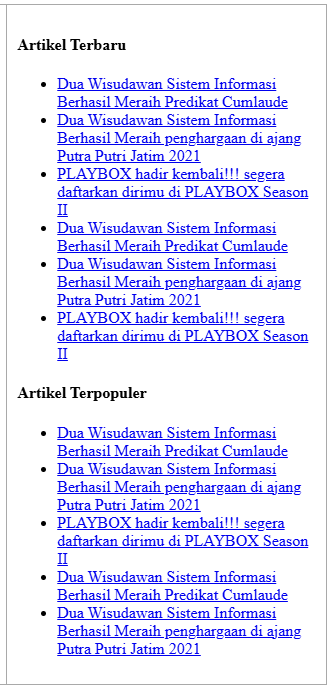 Artikel Terbaru
Dua Wisudawan Sistem Informasi
Berhasil Meraih Predikat Cumlaude
Dua Wisudawan Sistem Informasi
Berhasil Meraih penghargaan di ajang
Putra Putri Jatim 2021
PLAYBOX hadir kembali!!! segera
daftarkan dirimu di PLAYBOX Season
II
Dua Wisudawan Sistem Informasi
Berhasil Meraih Predikat Cumlaude
Dua Wisudawan Sistem Informasi
Berhasil Meraih penghargaan di ajang
Putra Putri Jatim 2021
PLAYBOX hadir kembali!!! segera
daftarkan dirimu di PLAYBOX Season
II
Artikel Terpopuler
Dua Wisudawan Sistem Informasi
Berhasil Meraih Predikat Cumlaude
Dua Wisudawan Sistem Informasi
Berhasil Meraih penghargaan di ajang
Putra Putri Jatim 2021
PLAYBOX hadir kembali!!! segera
daftarkan dirimu di PLAYBOX Season
II
Dua Wisudawan Sistem Informasi
Berhasil Meraih Predikat Cumlaude
Dua Wisudawan Sistem Informasi
Berhasil Meraih penghargaan di ajang
Putra Putri Jatim 2021